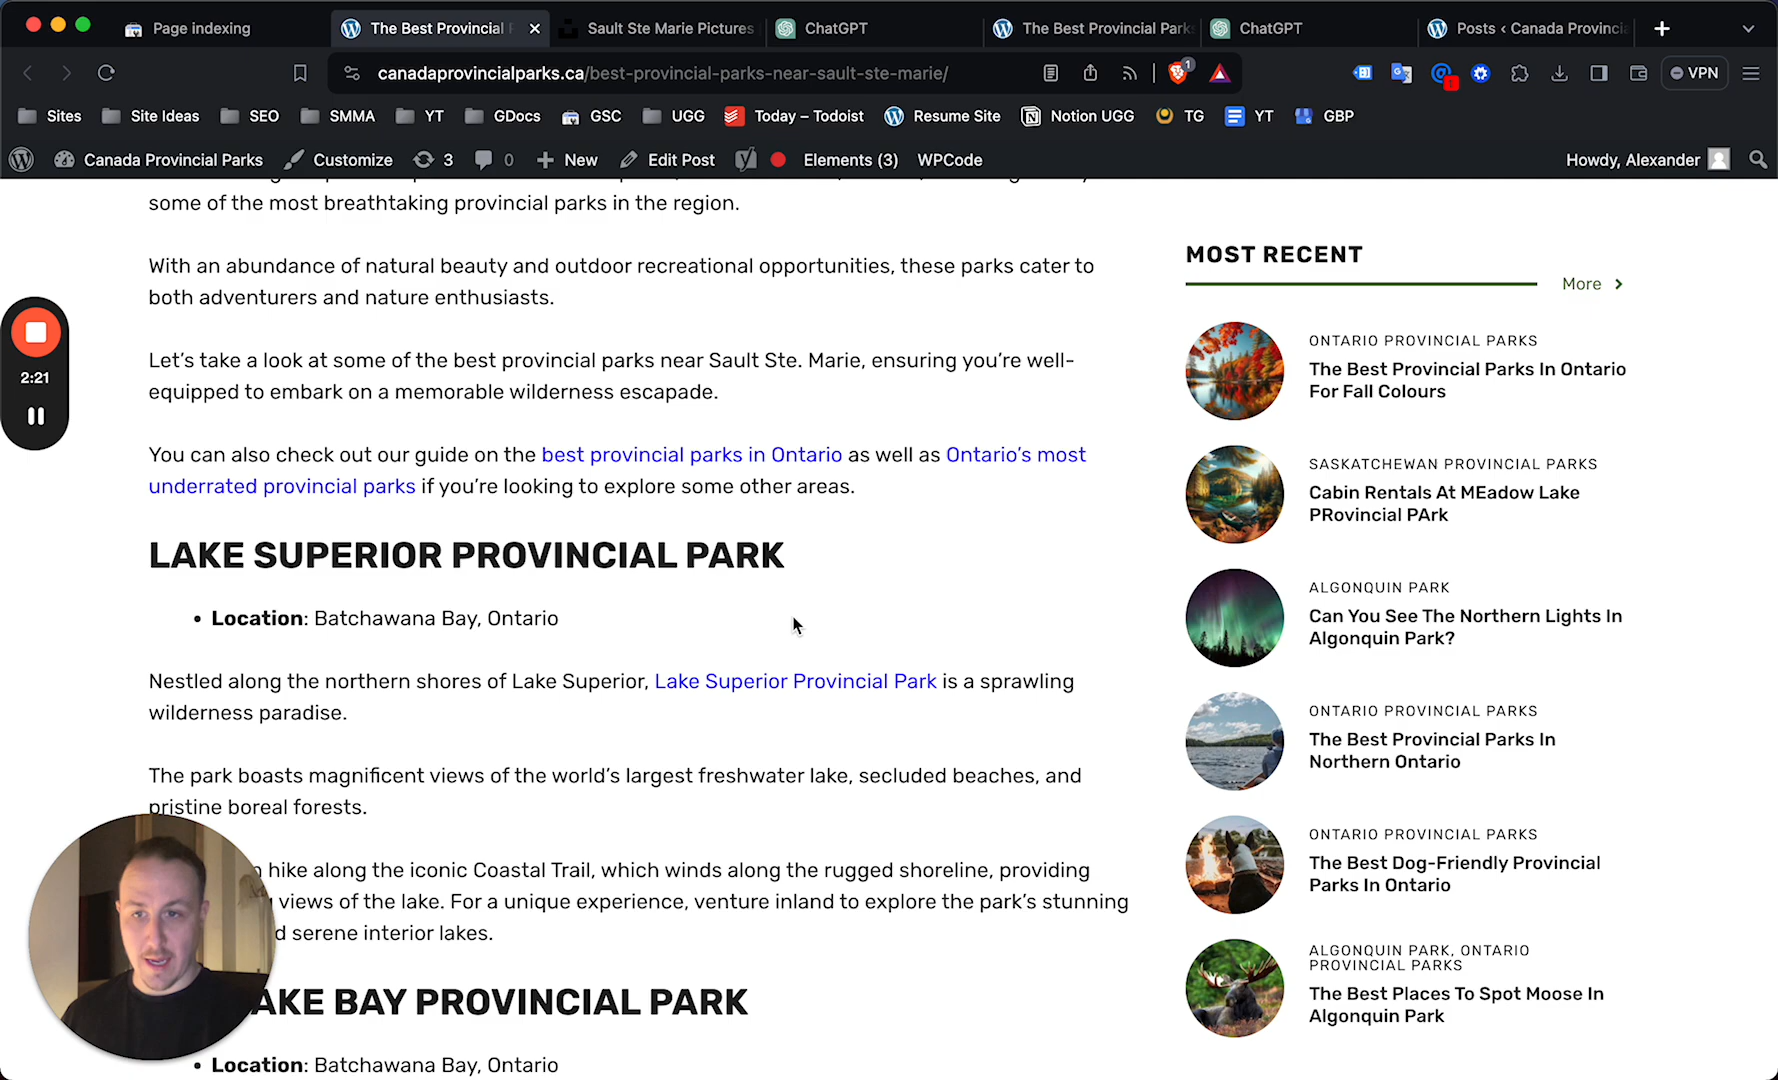 Page indexing
The Best Provincial
Sault Ste Marie Pictures
ChatGPT
The Best Provincial Parks
ChatGPT
Posts ‹ Canada Provincia
canadaprovincialparks.ca/best-provincial-parks-near-sault-ste-marie/
1
1
VPN
Sites
Site Ideas
SEO
SMMA
YT
GDocs
GSC
UGG
Today – Todoist
Resume Site
Notion UGG
TG
YT
GBP
Canada Provincial Parks
Customize
3
0
New
Edit Post
Elements (3)
WPCode
Howdy, Alexander
some of the most breathtaking provincial parks in the region.
With an abundance of natural beauty and outdoor recreational opportunities, these parks cater to
both adventurers and nature enthusiasts.
Let's take a look at some of the best provincial parks near Sault Ste. Marie, ensuring you're well-
equipped to embark on a memorable wilderness escapade.
You can also check out our guide on the best provincial parks in Ontario as well as Ontario's most
underrated provincial parks if you're looking to explore some other areas.
LAKE SUPERIOR PROVINCIAL PARK
• Location: Batchawana Bay, Ontario
Nestled along the northern shores of Lake Superior, Lake Superior Provincial Park is a sprawling
wilderness paradise.
The park boasts magnificent views of the world's largest freshwater lake, secluded beaches, and
pristine boreal forests.
hike along the iconic Coastal Trail, which winds along the rugged shoreline, providing
views of the lake. For a unique experience, venture inland to explore the park's stunning
d serene interior lakes.
AKE BAY PROVINCIAL PARK
• Location: Batchawana Bay, Ontario
2:21
MOST RECENT
More
ONTARIO PROVINCIAL PARKS
The Best Provincial Parks In Ontario
For Fall Colours
SASKATCHEWAN PROVINCIAL PARKS
Cabin Rentals At MEadow Lake
PRovincial PArk
ALGONQUIN PARK
Can You See The Northern Lights In
Algonquin Park?
ONTARIO PROVINCIAL PARKS
The Best Provincial Parks In
Northern Ontario
ONTARIO PROVINCIAL PARKS
The Best Dog-Friendly Provincial
Parks In Ontario
ALGONQUIN PARK, ONTARIO
PROVINCIAL PARKS
The Best Places To Spot Moose In
Algonquin Park